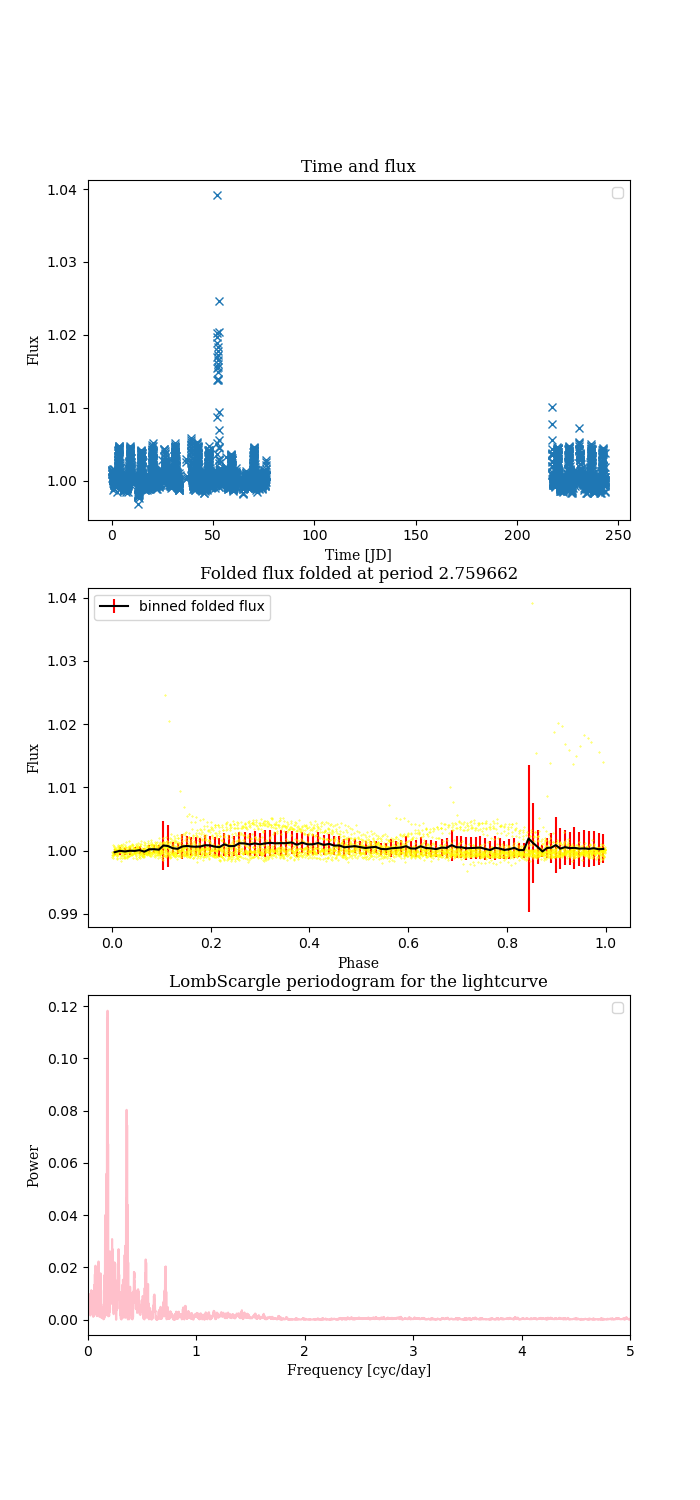 Time and flux
1.04
1.03
1.02
1.01
1.00
Flux
0 50 100 150 200 250
Time [JD]
Folded flux folded at period 2.759662
binned folded flux
1.04
1.03
1.02
1.01
1.00
0.99
Flux
0.0 0.2 0.4 0.6 0.8 1.0
Phase
LombScargle periodogram for the lightcurve
0.12
0.10
0.08
0.06
0.04
0.02
0.00
Power
0 1 2 3 4 5
Frequency [cyc/day]